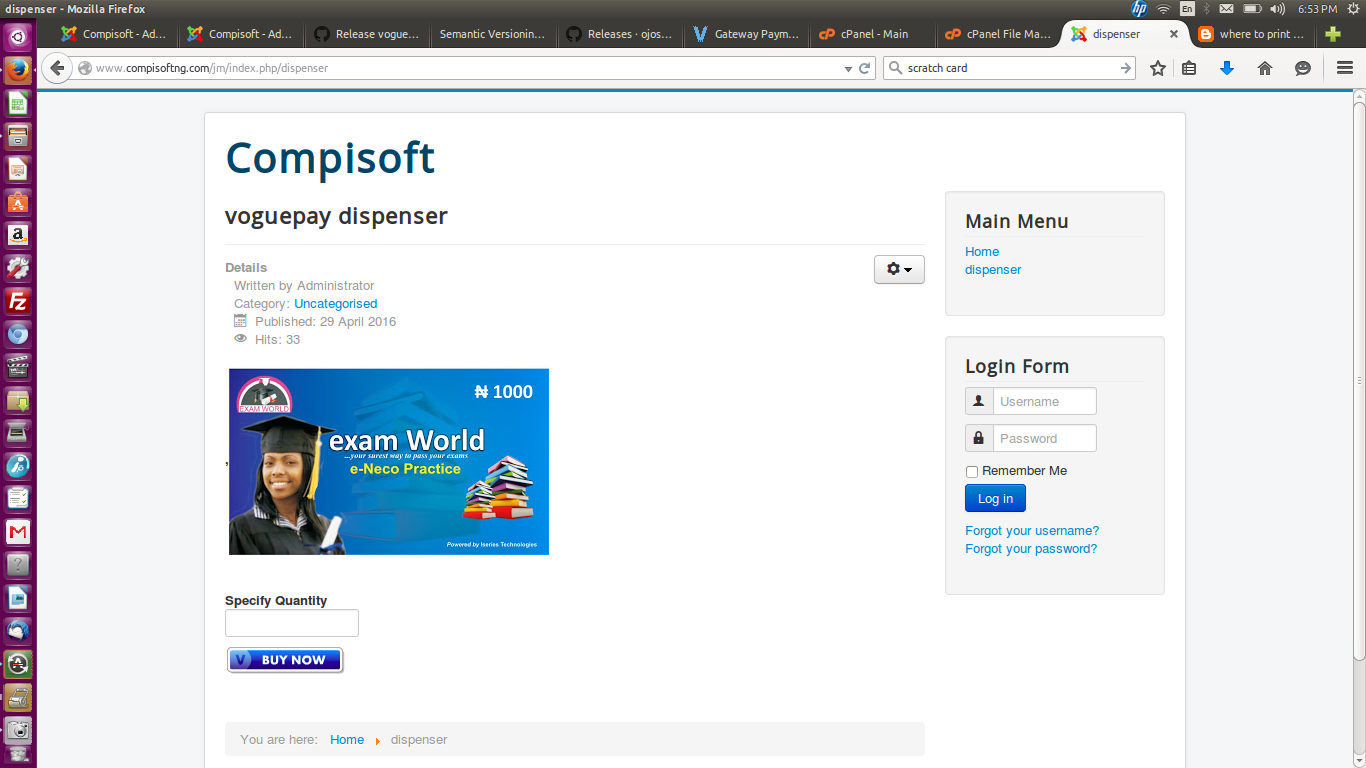 dispenser - Mozilla Firefox
En
6:53 PM
Compisoft - Ad...
Compisoft - Ad...
Release vogue...
Semantic Versionin...
Releases · ojos...
Gateway Paym...
cPanel - Main
cPanel File Ma...
dispenser
where to print ...
www.compisoftng.com/jm/index.php/dispenser
scratch card
Compisoft
voguepay dispenser
Details
Written by Administrator
Category: Uncategorised
Published: 29 April 2016
Hits: 33
,
EXAM WORLD
₦ 1000
exam World
...your surest way to pass your exams
e-Neco Practice
Powered by Iseries Technologies
Specify Quantity
V BUY NOW
You are here: Home dispenser
Main Menu
Home
dispenser
Login Form
Username
Password
Remember Me
Log in
Forgot your username?
Forgot your password?